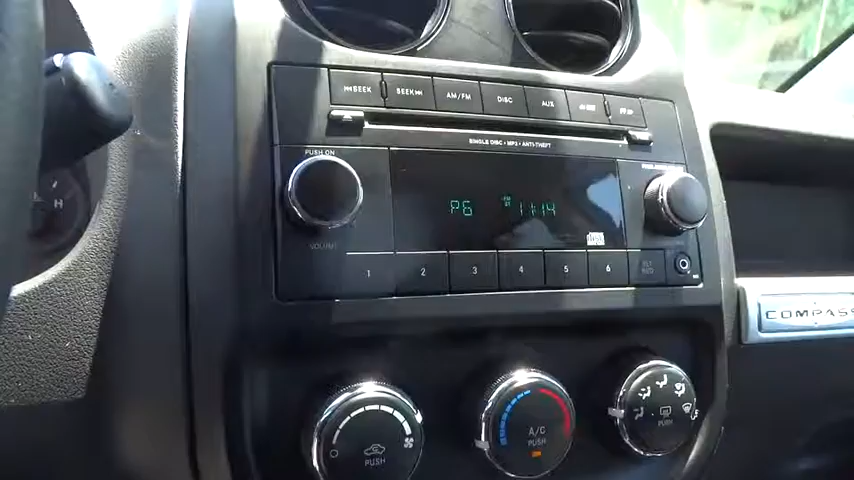 SEEK SEEK AM/FM DISC AUX
SINGLE DISC • MP3 • ANTI-THEFT
PUSH ON
P6 11:14
VOLUME
1 2 3 4 5 6
COMPASS
H
A/C
PUSH
PUSH
PUSH